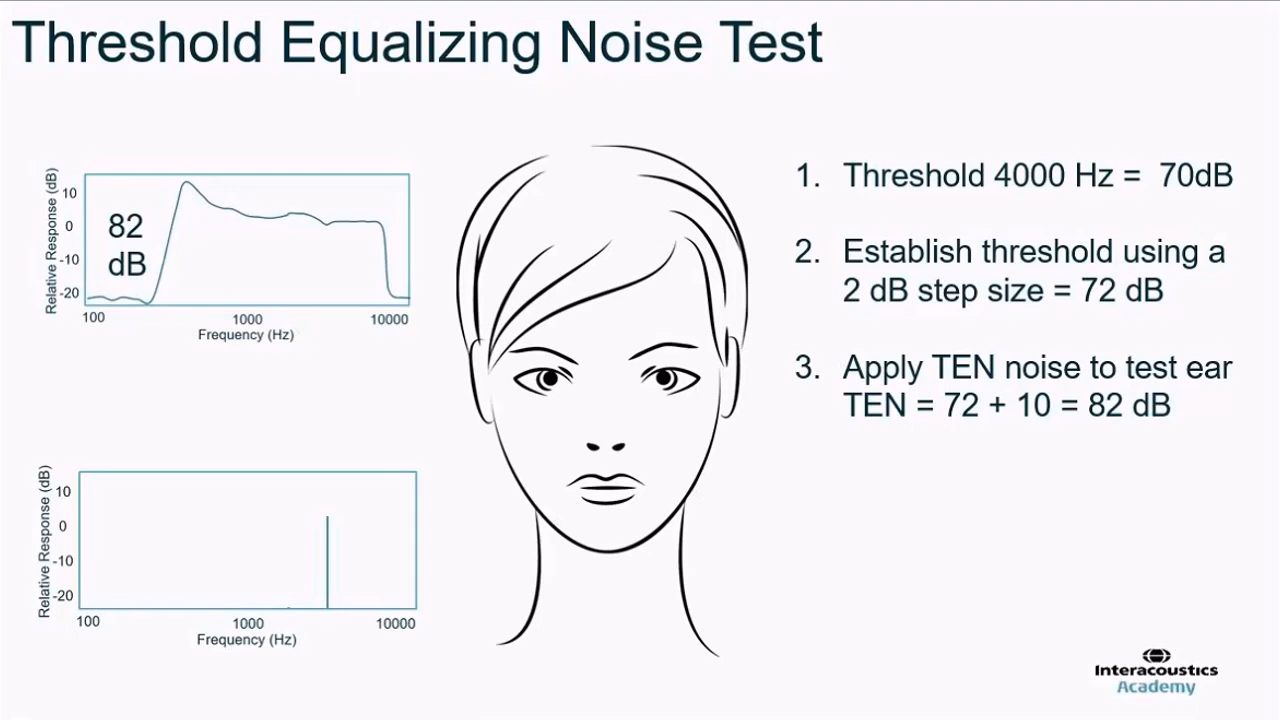 Threshold Equalizing Noise Test
Relative Response (dB)
10
0
-10
-20
82
dB
100
1000
10000
Frequency (Hz)
Relative Response (dB)
10
0
-10
-20
100
1000
10000
Frequency (Hz)
1. Threshold 4000 Hz = 70dB
2. Establish threshold using a
2 dB step size = 72 dB
3. Apply TEN noise to test ear
TEN = 72 + 10 = 82 dB
Interacoustics
Academy